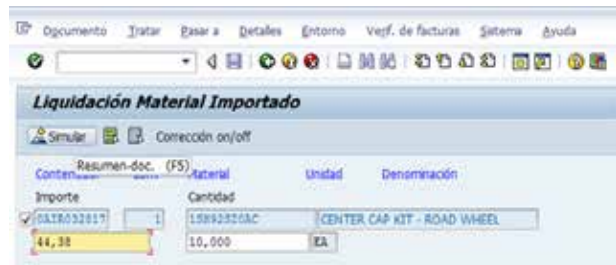 Documento Tratar Pasar a Detalles Entorno Verif. de facturas Sistema Ayuda
Liquidación Material Importado
Simular Corrección on/off
Resumen-doc. (F5)
Material Unidad Denominación
Importe Cantidad
1 CENTER CAP KIT - ROAD WHEEL
44,38 10,000 EA